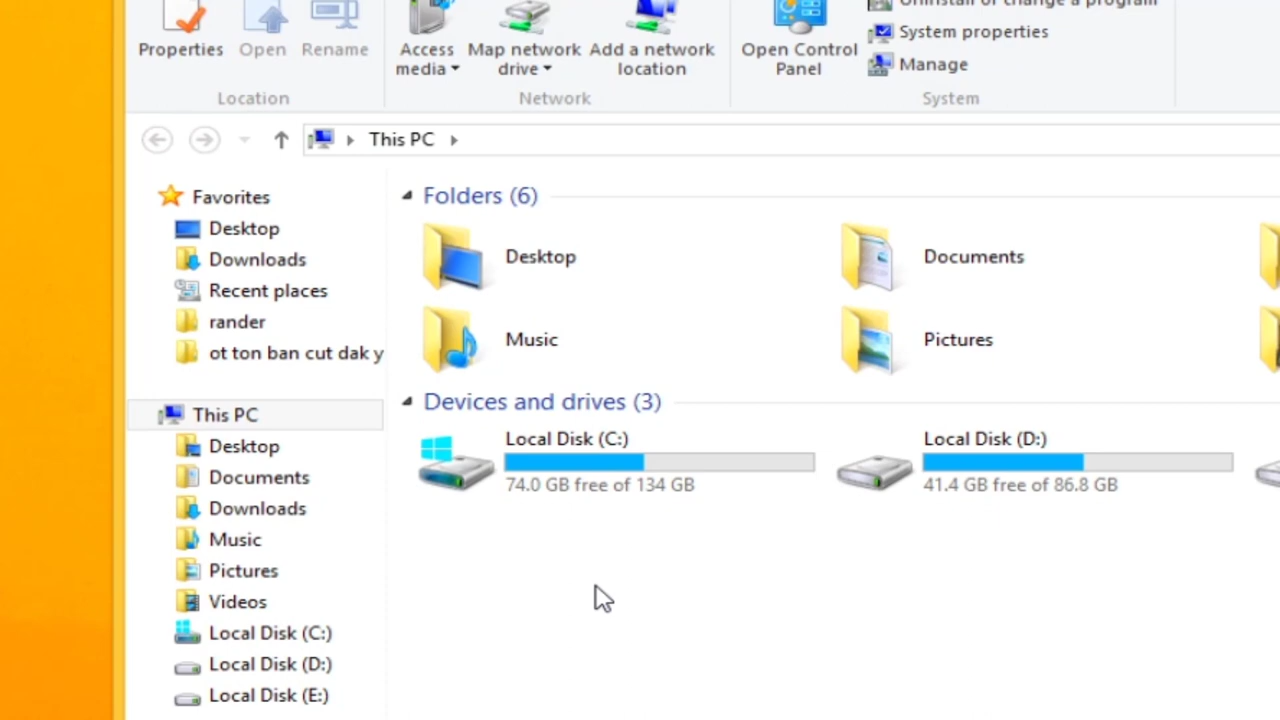 Uninstall or change a program
Properties
Open
Rename
Access
media
Map network
drive
Add a network
location
Open Control
Panel
System properties
Manage
Location
Network
System
This PC
Favorites
Desktop
Downloads
Recent places
rander
ot ton ban cut dak y
This PC
Desktop
Documents
Downloads
Music
Pictures
Videos
Local Disk (C:)
Local Disk (D:)
Local Disk (E:)
Folders (6)
Desktop
Documents
Music
Pictures
Devices and drives (3)
Local Disk (C:)
74.0 GB free of 134 GB
Local Disk (D:)
41.4 GB free of 86.8 GB